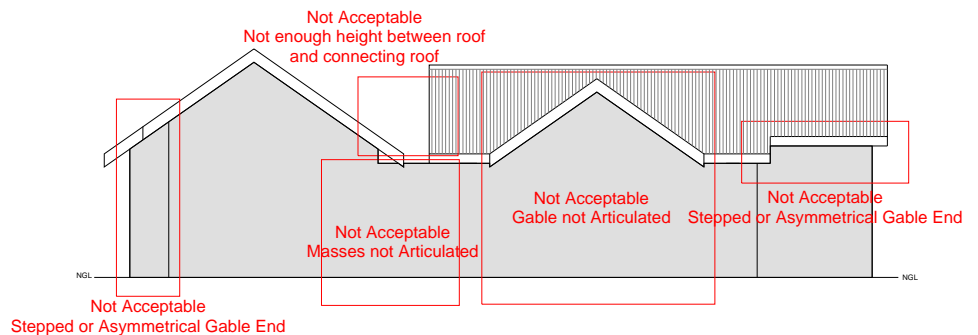 Not Acceptable
Not enough height between roof
and connecting roof
Not Acceptable
Gable not Articulated
Not Acceptable
Stepped or Asymmetrical Gable End
Not Acceptable
Masses not Articulated
NGL
NGL
Not Acceptable
Stepped or Asymmetrical Gable End